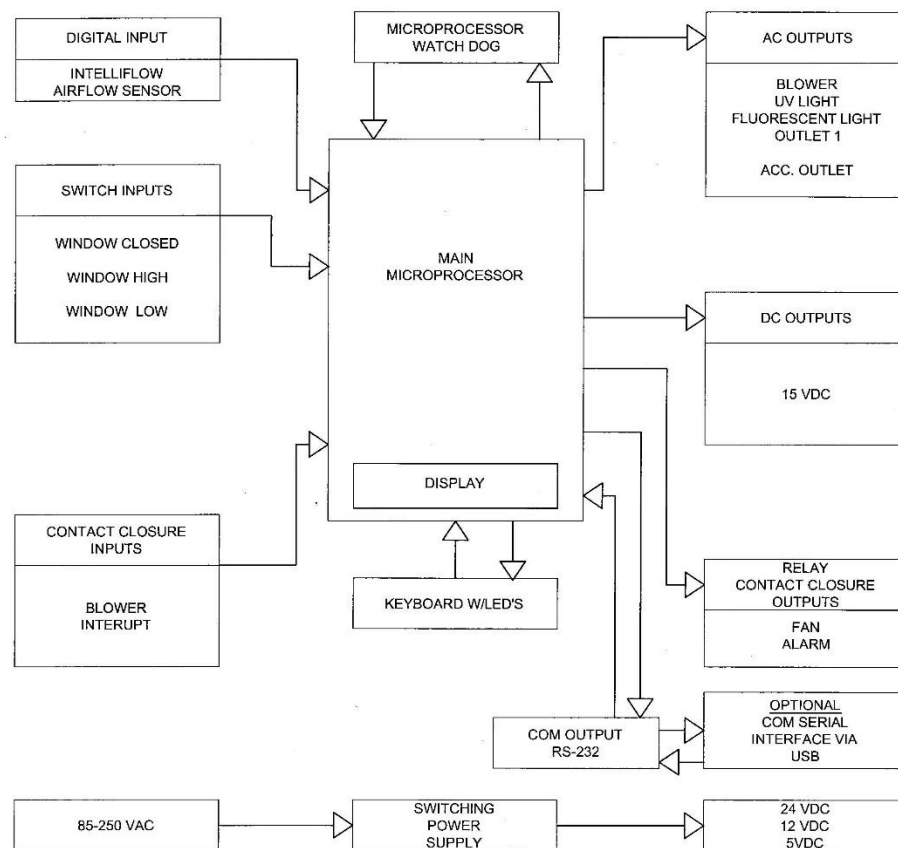 DIGITAL INPUT
INTELLIFLOW
AIRFLOW SENSOR
MICROPROCESSOR
WATCH DOG
AC OUTPUTS
BLOWER
UV LIGHT
FLUORESCENT LIGHT
OUTLET 1
ACC. OUTLET
SWITCH INPUTS
WINDOW CLOSED
WINDOW HIGH
WINDOW LOW
MAIN
MICROPROCESSOR
DISPLAY
DC OUTPUTS
15 VDC
CONTACT CLOSURE
INPUTS
BLOWER
INTERUPT
KEYBOARD W/LED'S
RELAY
CONTACT CLOSURE
OUTPUTS
FAN
ALARM
COM OUTPUT
RS-232
OPTIONAL
COM SERIAL
INTERFACE VIA
USB
85-250 VAC
SWITCHING
POWER
SUPPLY
24 VDC
12 VDC
5VDC